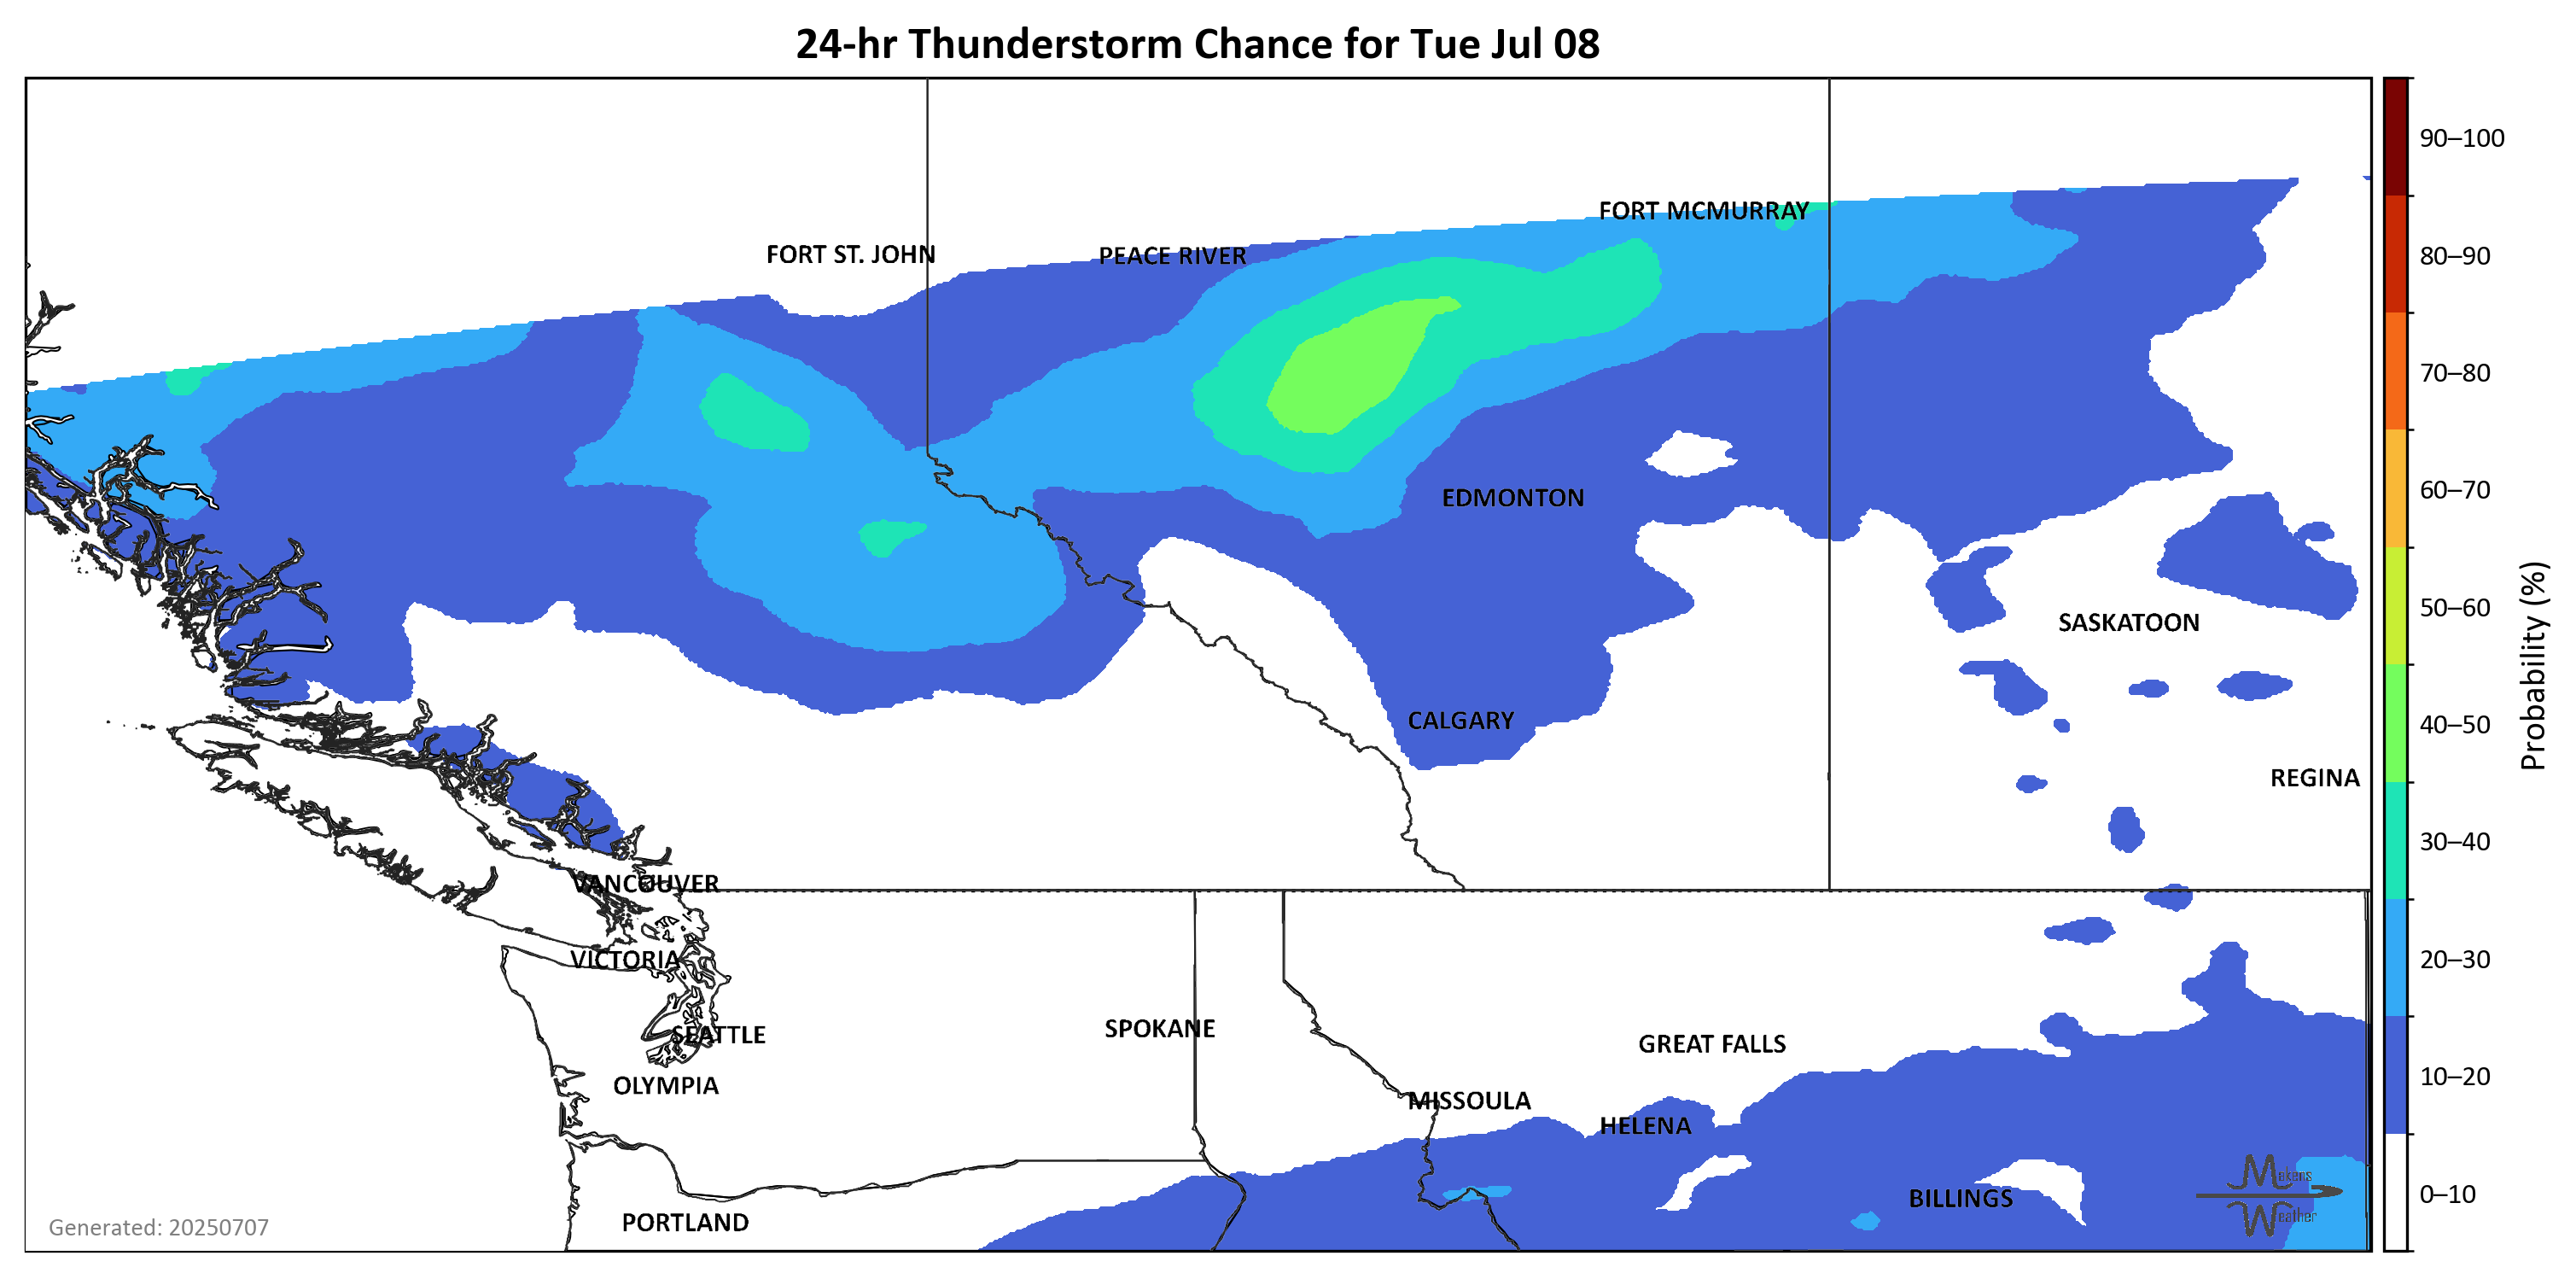 24-hr Thunderstorm Chance for Tue Jul 08
90–100
80–90
70–80
60–70
50–60
40–50
30–40
20–30
10–20
0–10
Probability (%)
FORT MCMURRAY
FORT ST. JOHN
PEACE RIVER
EDMONTON
SASKATOON
CALGARY
REGINA
VANCOUVER
VICTORIA
SEATTLE
SPOKANE
GREAT FALLS
OLYMPIA
MISSOULA
HELENA
BILLINGS
PORTLAND
Makens
Weather
Generated: 20250707